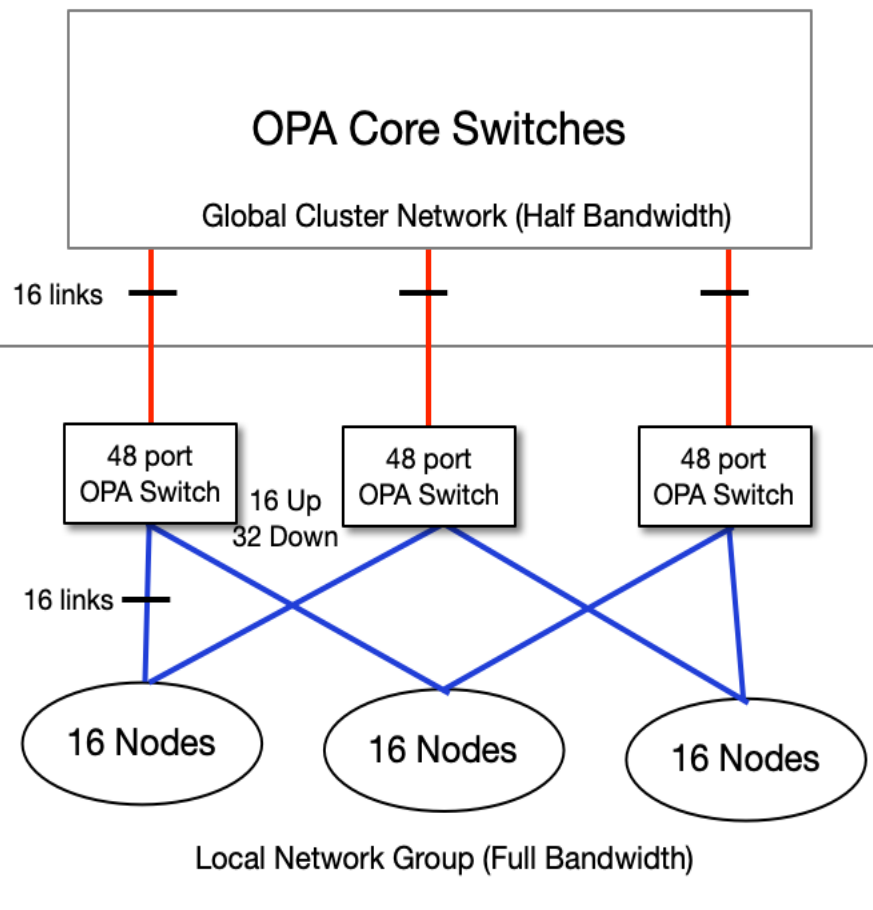 OPA Core Switches
Global Cluster Network (Half Bandwidth)
16 links
48 port
OPA Switch
16 Up
32 Down
48 port
OPA Switch
48 port
OPA Switch
16 links
16 Nodes
16 Nodes
16 Nodes
Local Network Group (Full Bandwidth)